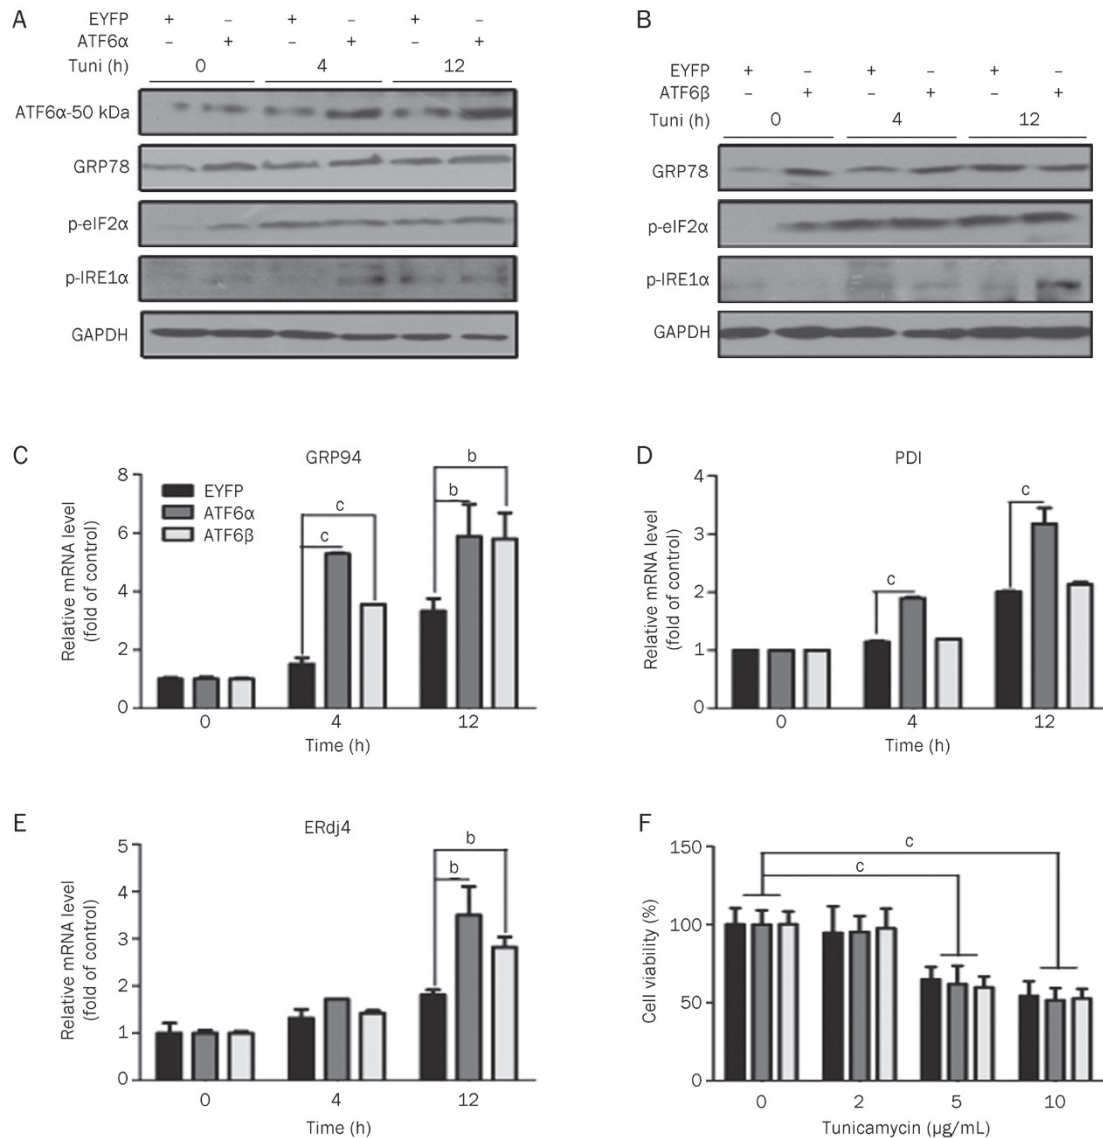 A
EYFP + – + – + –
ATF6α – + – + – +
Tuni (h) 0 4 12
ATF6α-50 kDa
GRP78
p-eIF2α
p-IRE1α
GAPDH
B
EYFP + – + – + –
ATF6β – + – + – +
Tuni (h) 0 4 12
GRP78
p-eIF2α
p-IRE1α
GAPDH
C
GRP94
Relative mRNA level
(fold of control)
8
6
4
2
0
EYFP
ATF6α
ATF6β
c
c
b
b
0 4 12
Time (h)
D
PDI
Relative mRNA level
(fold of control)
4
3
2
1
0
c
c
0 4 12
Time (h)
E
ERdj4
Relative mRNA level
(fold of control)
5
4
3
2
1
0
b
b
0 4 12
Time (h)
F
Cell viability (%)
150
100
50
0
c
c
0 2 5 10
Tunicamycin (μg/mL)